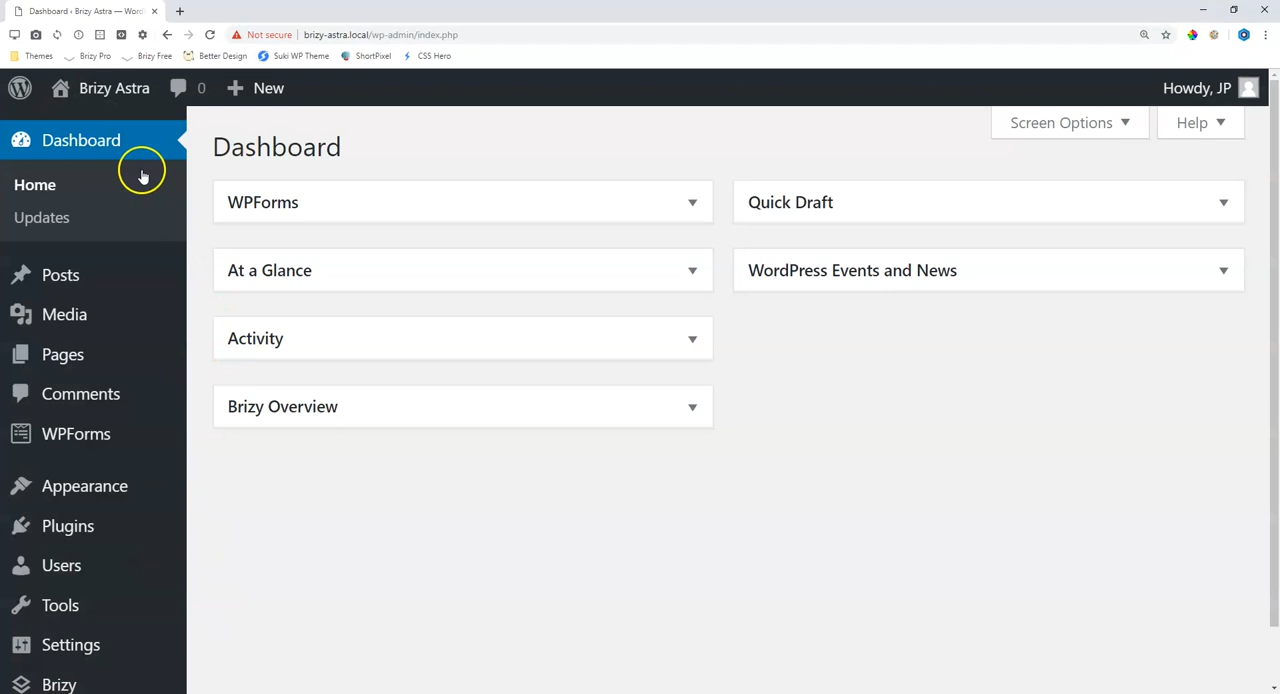 Dashboard ‹ Brizy Astra — Word
Not secure | brizy-astra.local/wp-admin/index.php
Themes Brizy Pro Brizy Free Better Design Suki WP Theme ShortPixel CSS Hero
Brizy Astra 0 New Howdy, JP
Screen Options Help
Dashboard
Home
Updates
Posts
Media
Pages
Comments
WPForms
Appearance
Plugins
Users
Tools
Settings
Brizy
Dashboard
WPForms
At a Glance
Activity
Brizy Overview
Quick Draft
WordPress Events and News